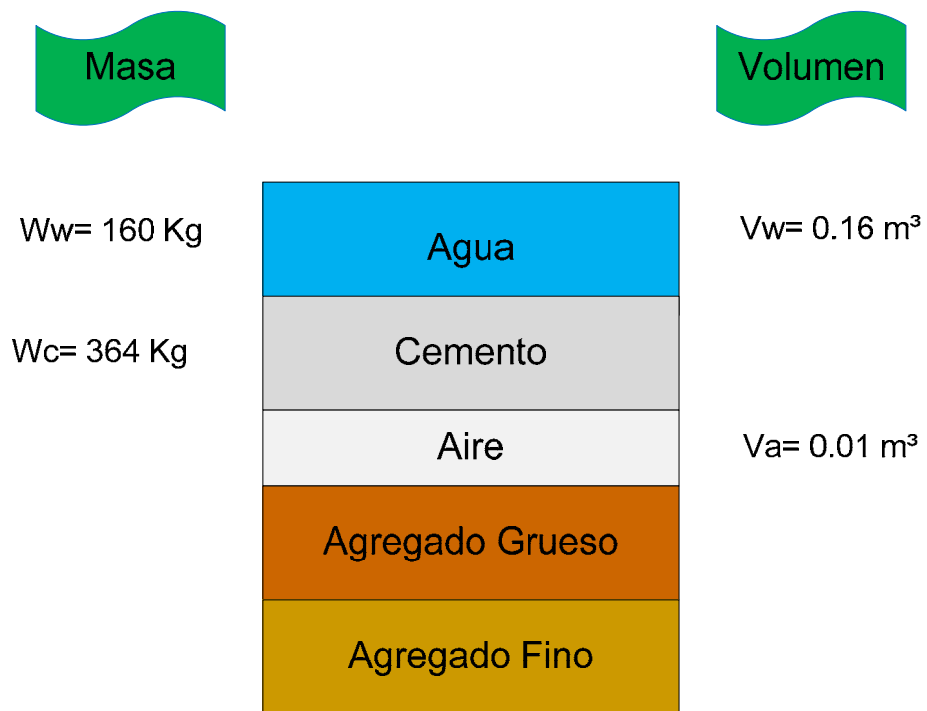 Masa
Volumen
Ww= 160 Kg
Agua
Vw= 0.16 m³
Wc= 364 Kg
Cemento
Aire
Va= 0.01 m³
Agregado Grueso
Agregado Fino